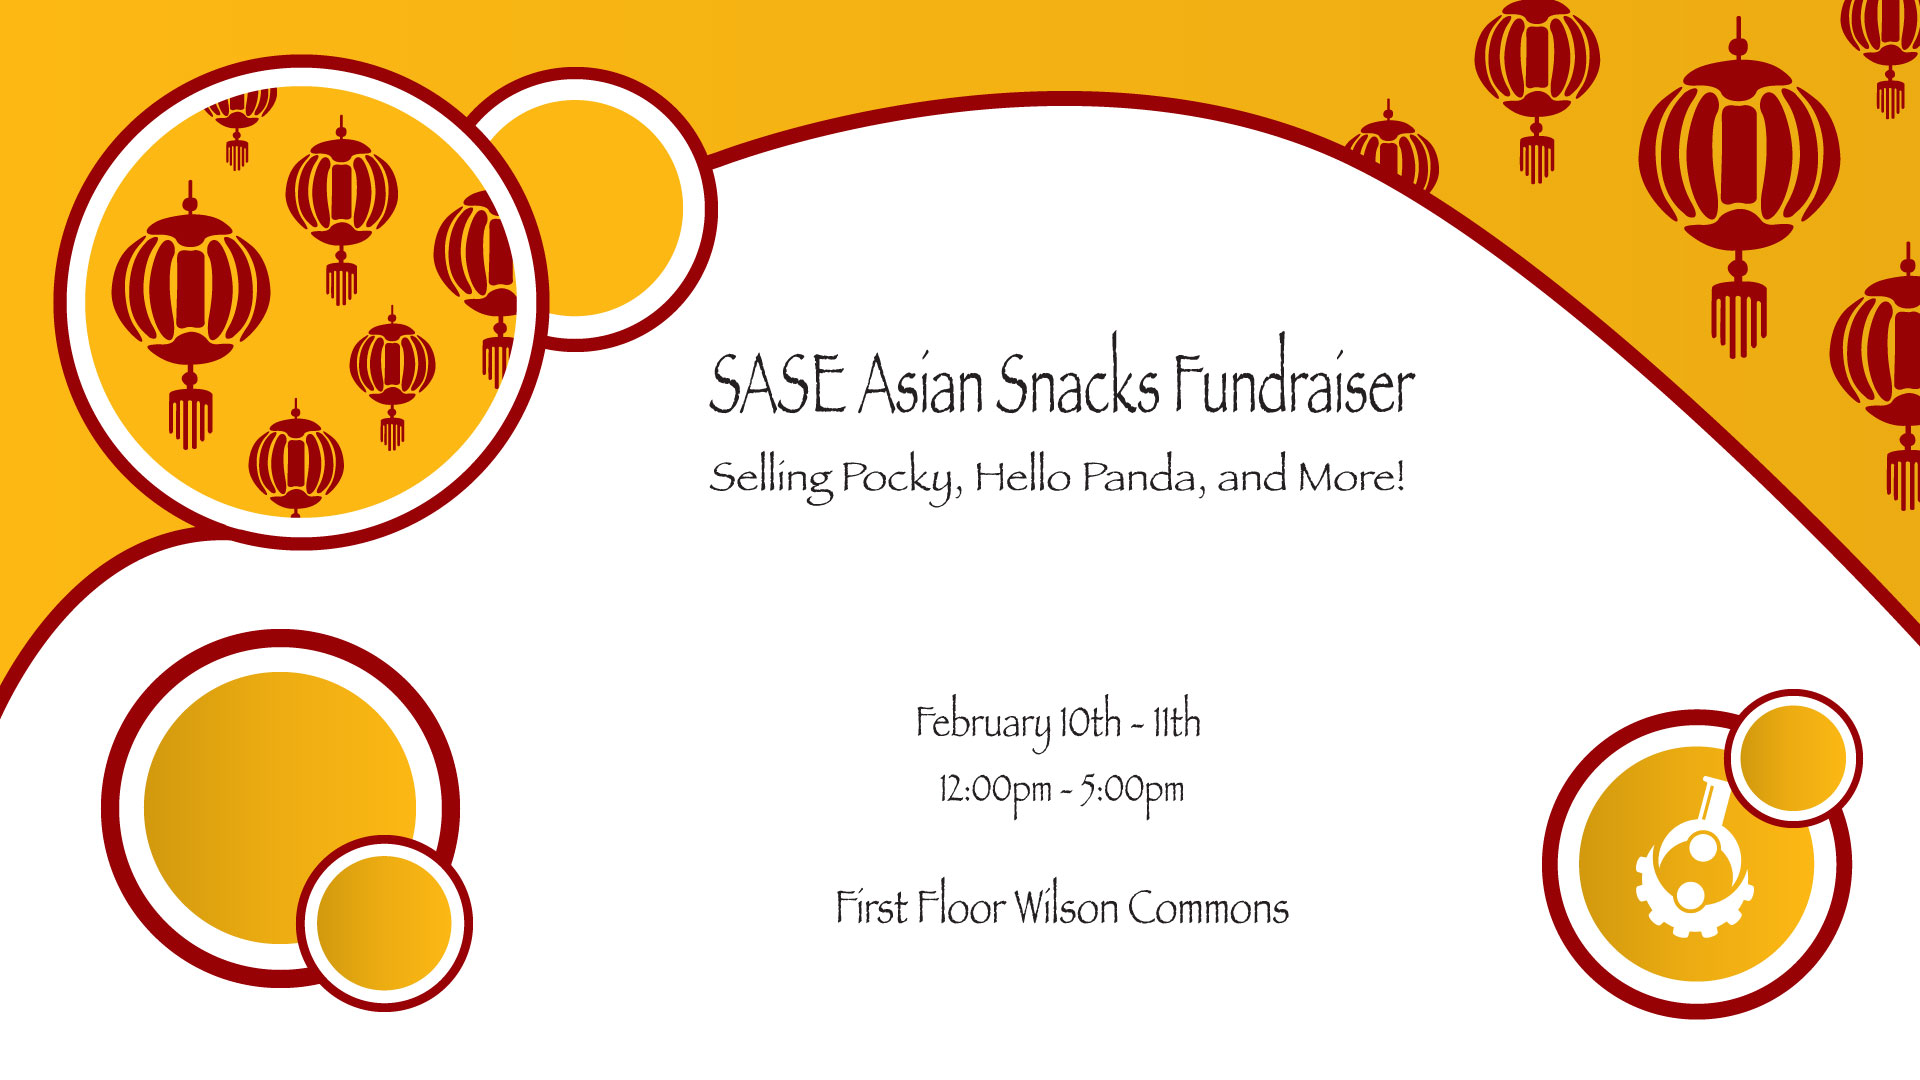 SASE Asian Snacks Fundraiser
Selling Pocky, Hello Panda, and More!
February 10th - 11th
12:00pm - 5:00pm
First Floor Wilson Commons